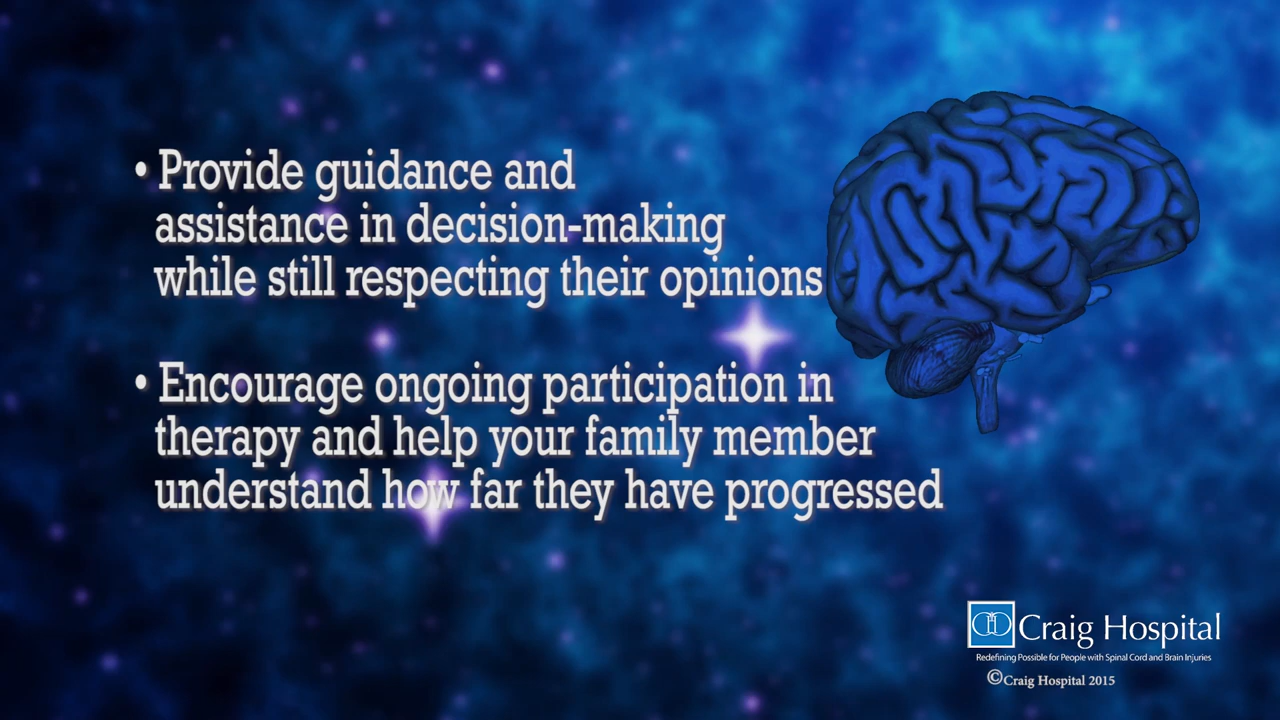 • Provide guidance and
assistance in decision-making
while still respecting their opinions
• Encourage ongoing participation in
therapy and help your family member
understand how far they have progressed
Craig Hospital
Redefining Possible for People with Spinal Cord and Brain Injuries
©Craig Hospital 2015